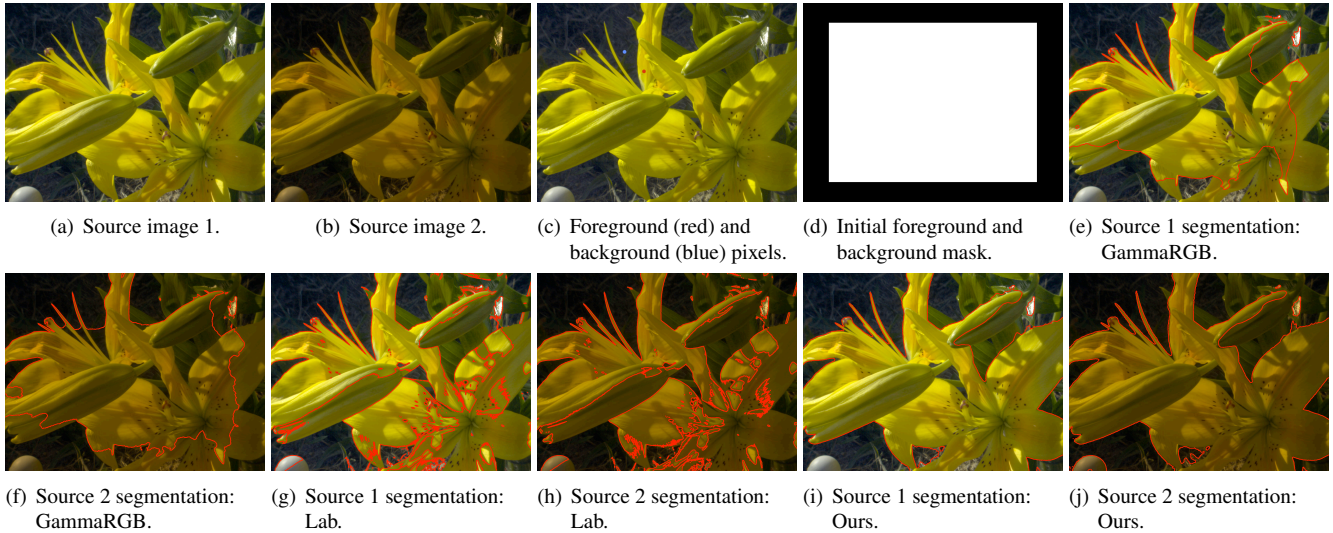 (a) Source image 1.
(b) Source image 2.
(c) Foreground (red) and
background (blue) pixels.
(d) Initial foreground and
background mask.
(e) Source 1 segmentation:
GammaRGB.
(f) Source 2 segmentation:
GammaRGB.
(g) Source 1 segmentation:
Lab.
(h) Source 2 segmentation:
Lab.
(i) Source 1 segmentation:
Ours.
(j) Source 2 segmentation:
Ours.